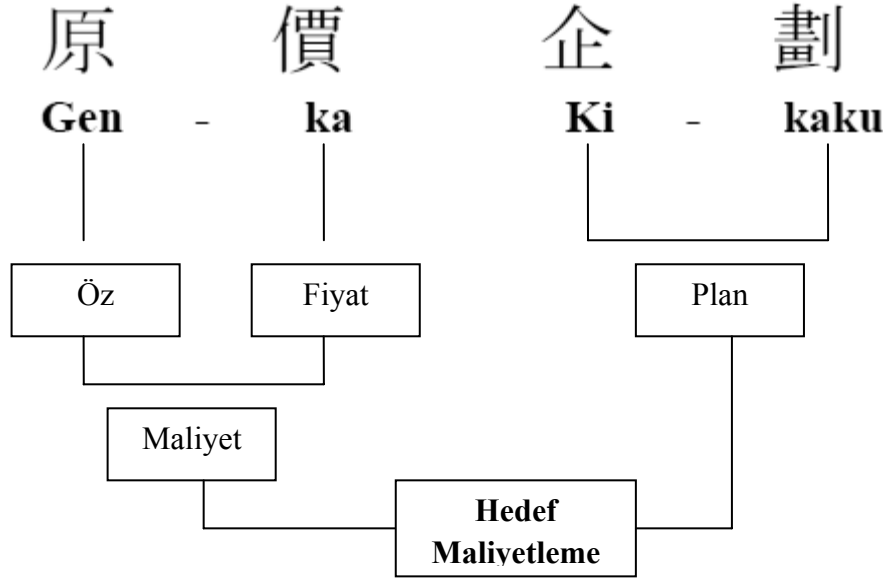 原 價 企 劃
Gen - ka Ki - kaku
Öz Fiyat Plan
Maliyet
Hedef
Maliyetleme